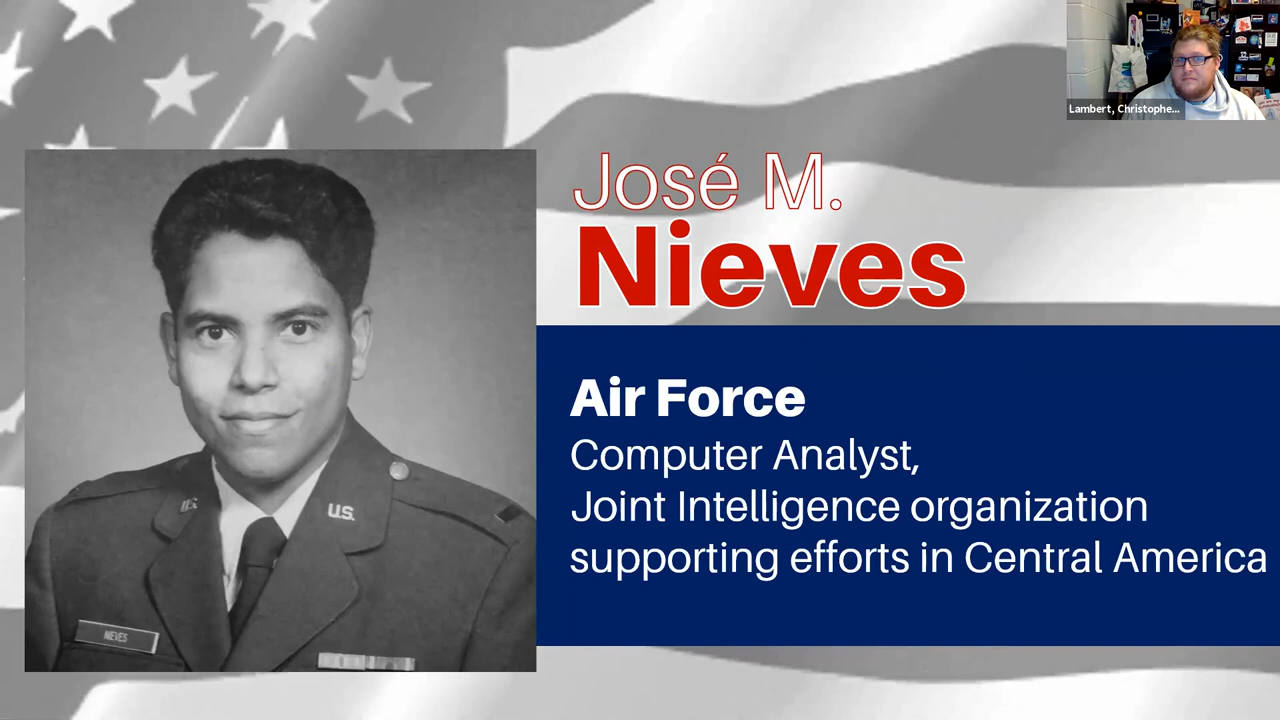 Lambert, Christophe...
José M.
Nieves
Air Force
Computer Analyst,
Joint Intelligence organization
supporting efforts in Central America
U.S.
NIEVES